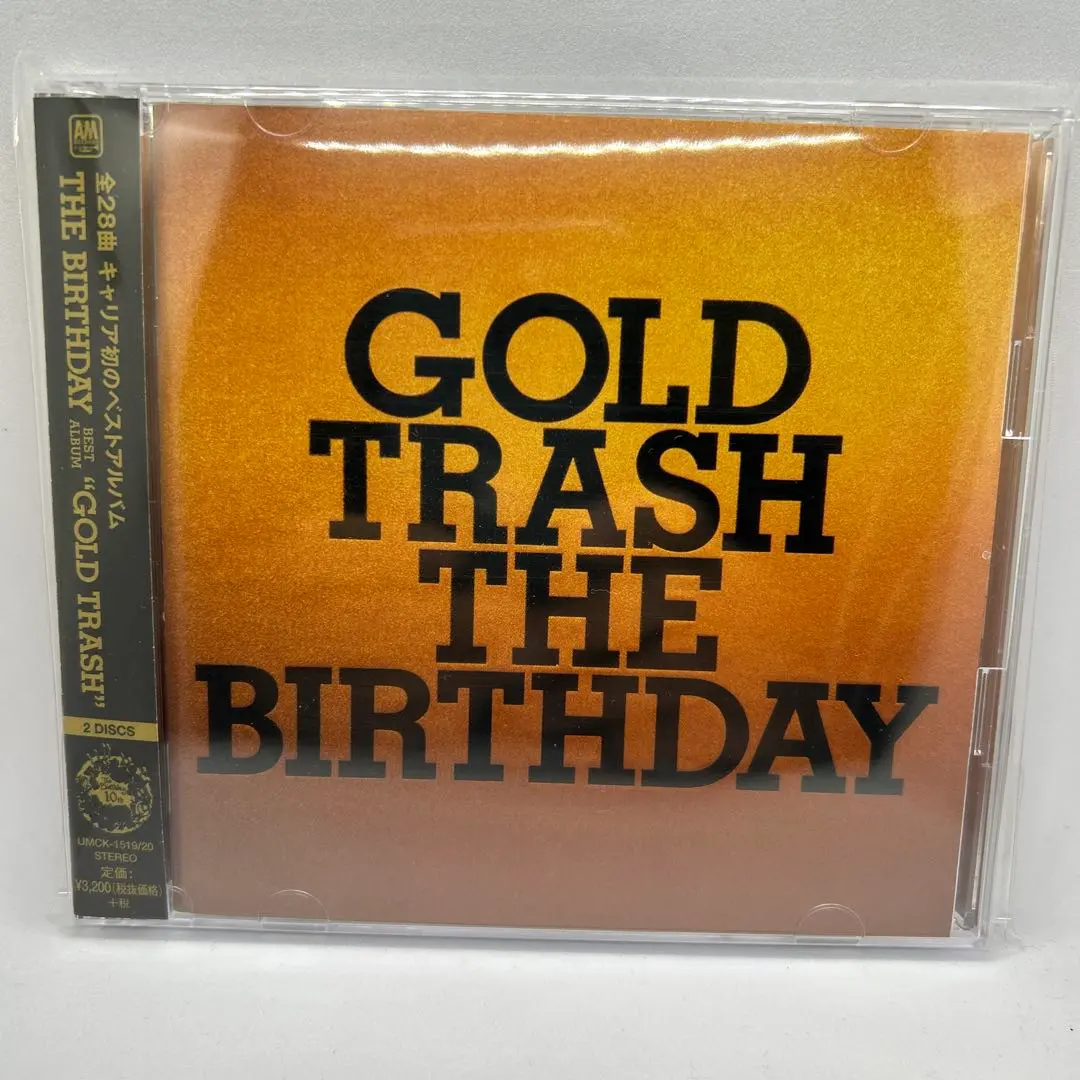 AM
全28曲 キャリア初のベストアルバム
THE BIRTHDAY BEST ALBUM "GOLD TRASH"
2 DISCS
10th
UMCK-1519/20
STEREO
定価:
¥3,200(税抜価格)
+税
GOLD
TRASH
THE
BIRTHDAY